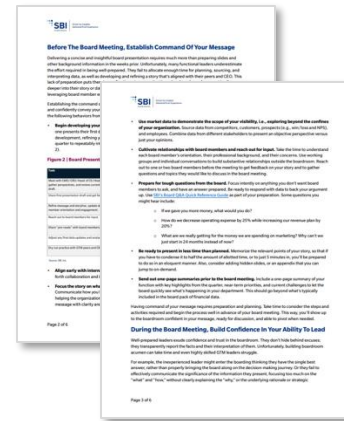 SBI
Before The Board Meeting, Establish Command Of Your Message
Delivering a concise and insightful board presentation requires much more preparation than slides and
other background information in the weeks prior. Unfortunately, many functional leaders underestimate
the effort required in being well-prepared. They fail to allocate enough time for planning, sourcing, and
interpreting data, as well as developing and refining a story that's aligned with their peers and CEO. This
lack of preparation puts the
deeper into their story or da
leveraging board member e
Establishing the command o
and confidently convey your
the following behaviors fron
Begin developing your
one presents their first d
development, refining y
quarter to repeatably in
2).
Figure 2 | Board Present
Align early with intern
forth collaboration and
Focus the story on wha
Communicate how you'
helping the organization
message with clarity are
Page 2 of 6
SBI
• Use market data to demonstrate the scope of your visibility, i.e., exploring beyond the confines
of your organization. Source data from competitors, customers, prospects (e.g., win /loss and NPS),
and employees. Combine data from different stakeholders to present an objective perspective versus
just your opinions.
• Cultivate relationships with board members and reach out for input. Take the time to understand
each board member's orientation, their professional background, and their concerns. Use working
groups and individual conversations to build substantive relationships outside the boardroom. Reach
out to one or two board members before the meeting to get feedback on your story and to gather
questions and topics they would like to discuss in the board meeting.
• Prepare for tough questions from the board. Focus intently on anything you don't want board
members to ask, and have an answer prepared. Be ready to respond with data to back your argument
up. Use SBI's Board Q&A Quick Reference Guide as part of your preparation. Some questions you
might hear include:
o If we gave you more money, what would you do?
o How do we decrease operating expense by 25% while increasing our revenue plan by
20%?
o What are we really getting for the money we are spending on marketing? Why can't we
just start in 24 months instead of now?
• Be ready to present in less time than planned. Memorize the relevant points of your story, so that if
you have to condense it to half the amount of allotted time, or to just 5 minutes, you'll be prepared
to do so in an eloquent manner. Also, consider adding hidden slides, or an appendix that you can
jump to on demand.
• Send out one page summaries prior to the board meeting. Include a one-page summary of your
function with key highlights from the quarter, near-term priorities, and current challenges to let the
board quickly see what's happening in your department. This should go beyond what's typically
included in the board pack of financial data.
Having command of your message requires preparation and planning. Take time to consider the steps and
activities required and begin the process well in advance of your board meeting. This way, you'll show up
to the boardroom confident in your message, ready for discussion, and able to pivot when needed.
During the Board Meeting, Build Confidence in Your Ability To Lead
Well-prepared leaders exude confidence and trust in the boardroom. They don't hide behind excuses;
they transparently report the facts and their interpretation of them. Unfortunately, building boardroom
acumen can take time and even highly skilled GTM leaders struggle.
For example, the inexperienced leader might enter the boarding thinking they have the single best
answer, rather than properly bringing the board along on the decision-making journey. Or they fail to
effectively communicate the significance of the information they present, focusing too much on the
"what" and "how," without clearly explaining the "why," or the underlying rationale or strategic
Page 3 of 6